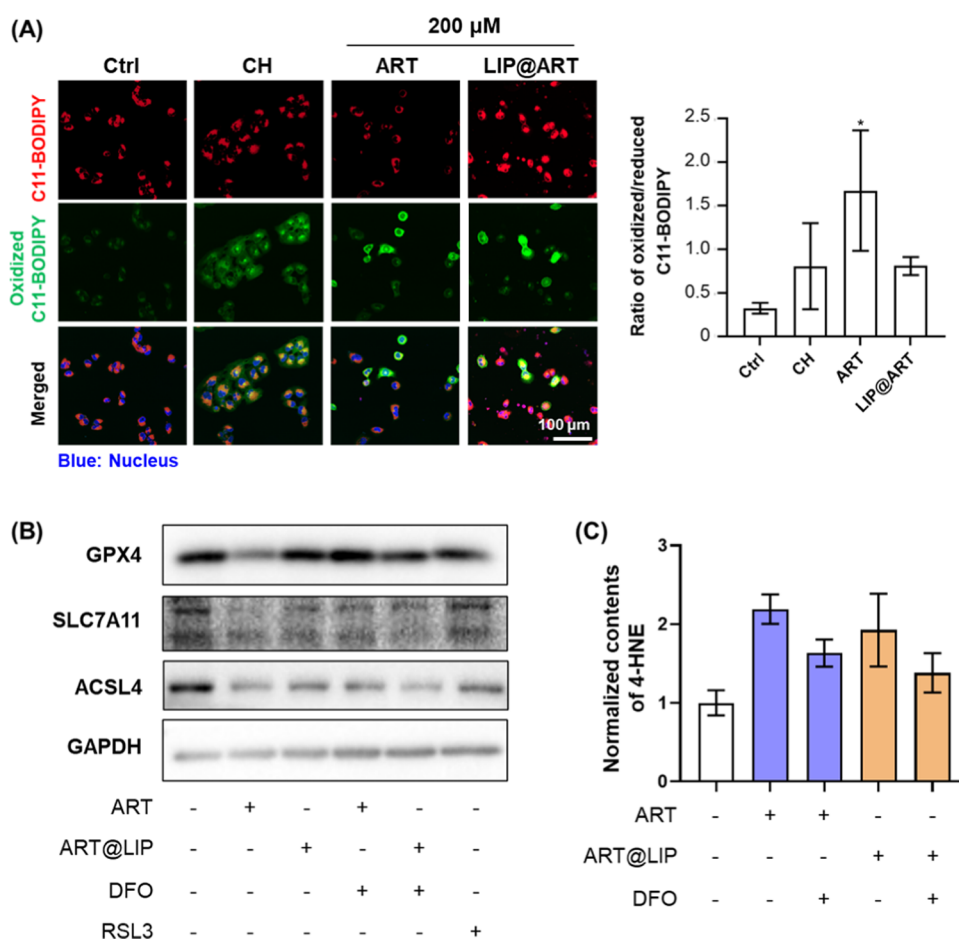 (A)
200 μM
Ctrl CH ART LIP@ART
C11-BODIPY
Oxidized
C11-BODIPY
Merged
100 μm
Blue: Nucleus
Ratio of oxidized/reduced
C11-BODIPY
2.5
2.0
1.5
1.0
0.5
0
*
Ctrl CH ART LIP@ART
(B)
GPX4
SLC7A11
ACSL4
GAPDH
ART - + - + - -
ART@LIP - - + - + -
DFO - - - + + -
RSL3 - - - - - +
(C)
Normalized contents
of 4-HNE
3
2
1
0
ART - + + - -
ART@LIP - - - + +
DFO - - + - +